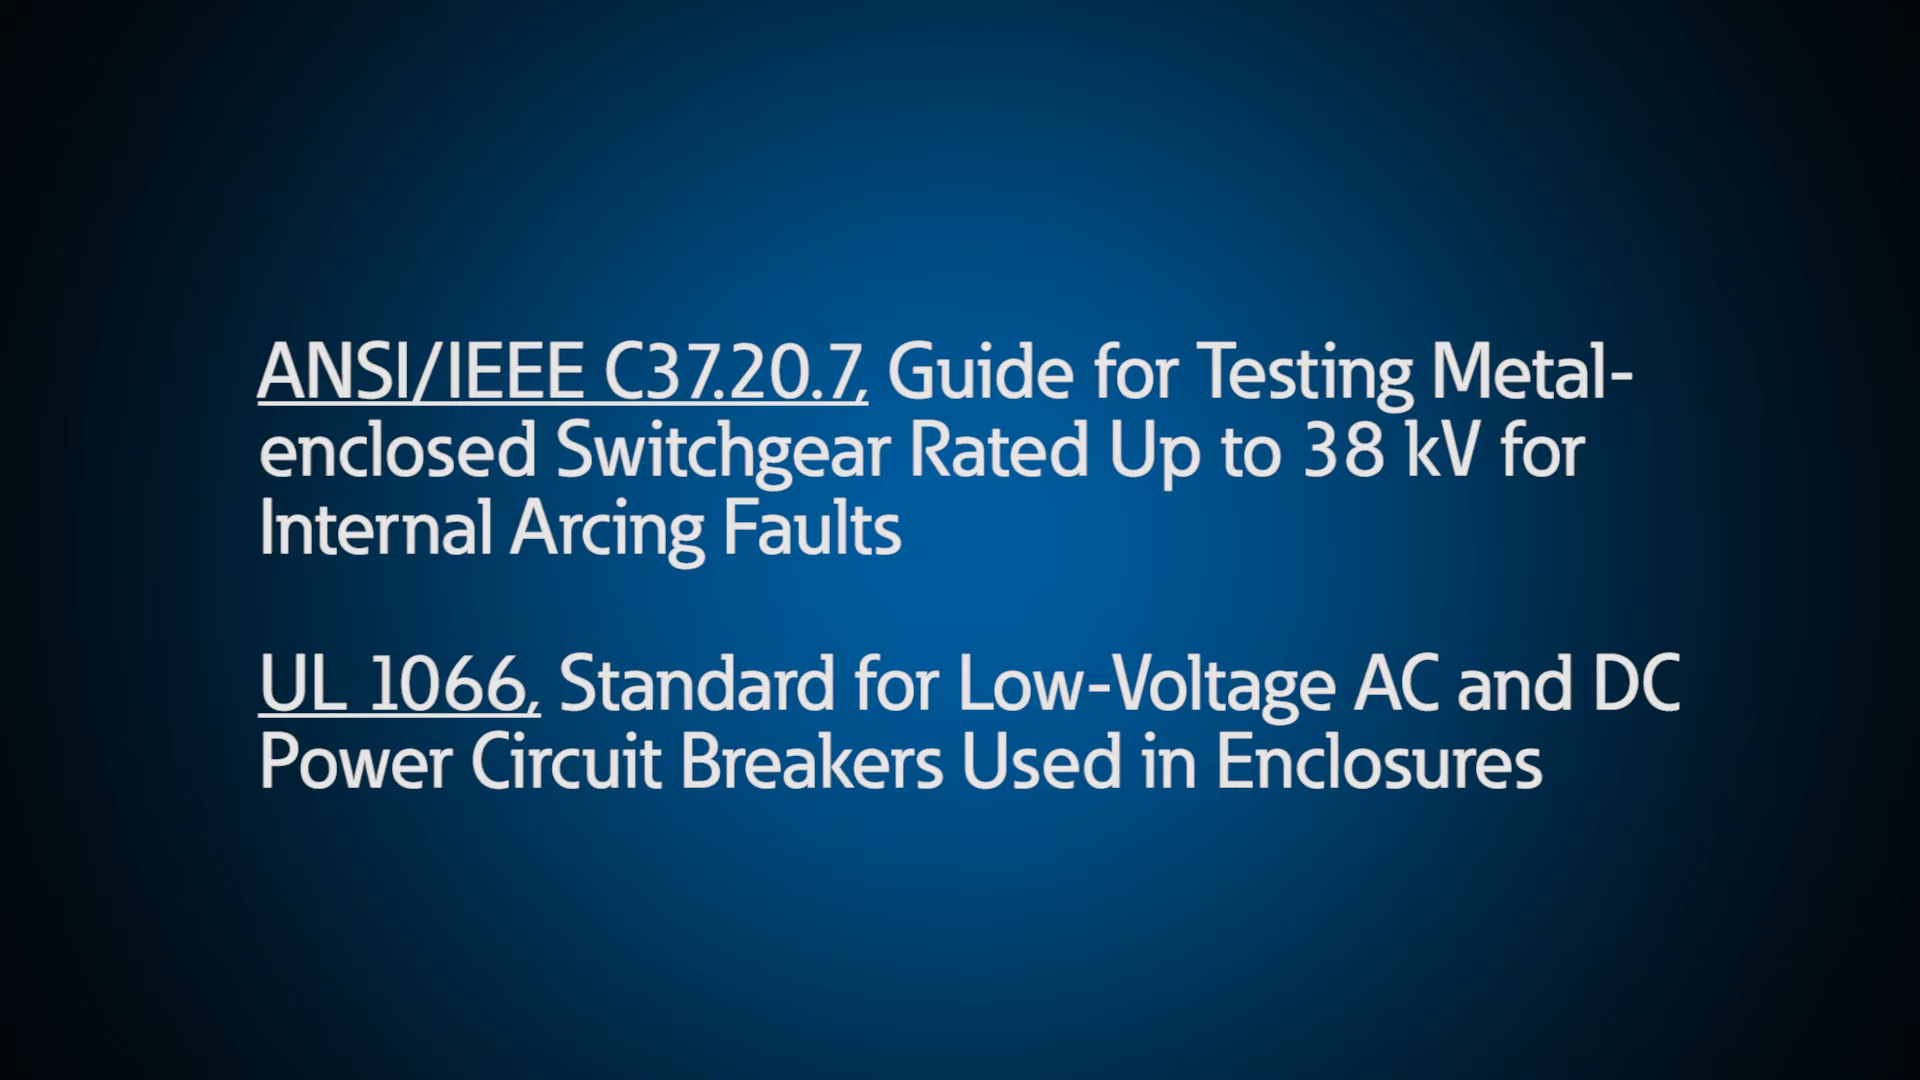 ANSI/IEEE C37.20.7, Guide for Testing Metal-
enclosed Switchgear Rated Up to 38 kV for
Internal Arcing Faults
UL 1066, Standard for Low-Voltage AC and DC
Power Circuit Breakers Used in Enclosures